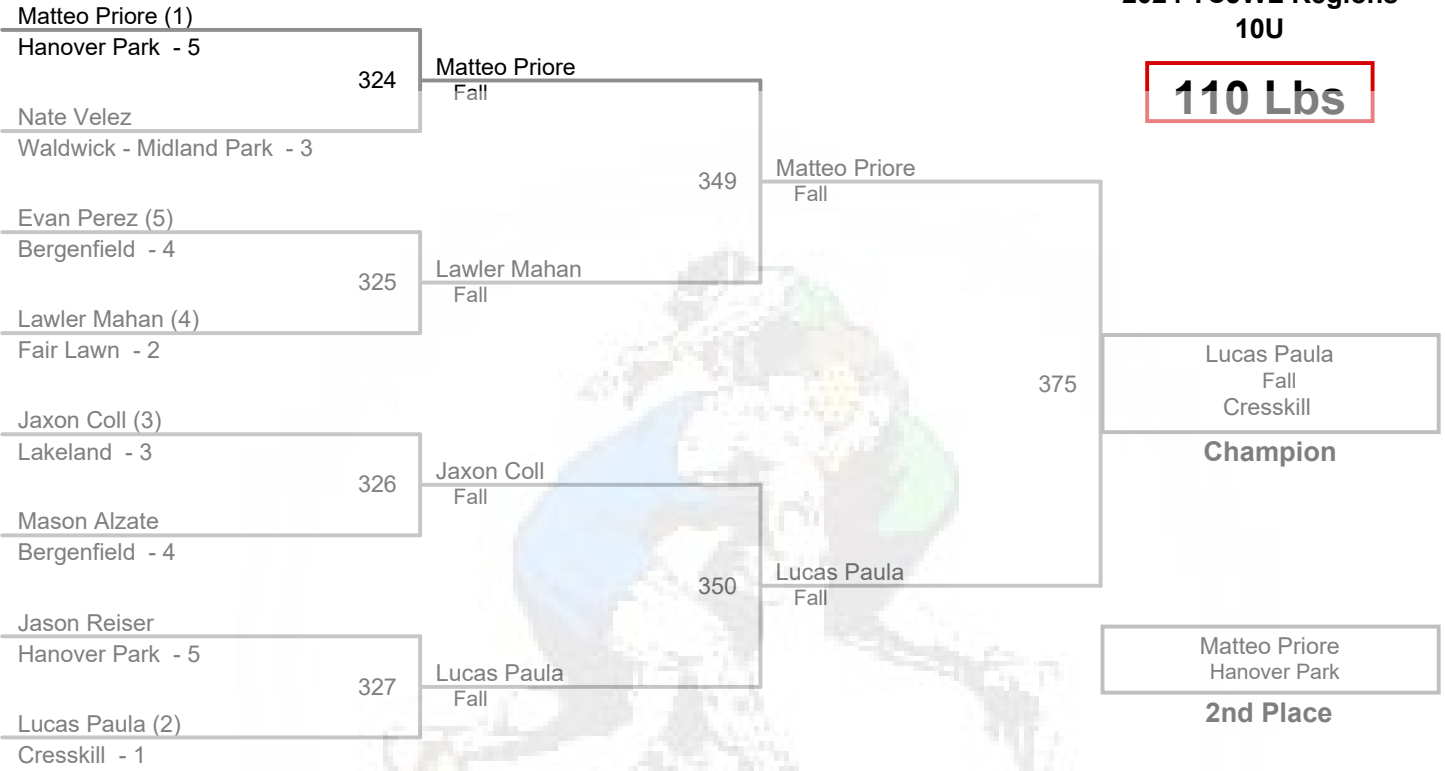 Matteo Priore (1)
Hanover Park - 5
324
Nate Velez
Waldwick - Midland Park - 3
Evan Perez (5)
Bergenfield - 4
325
Lawler Mahan (4)
Fair Lawn - 2
Jaxon Coll (3)
Lakeland - 3
326
Mason Alzate
Bergenfield - 4
Jason Reiser
Hanover Park - 5
327
Lucas Paula (2)
Cresskill - 1
Matteo Priore
Fall
349
Lawler Mahan
Fall
Jaxon Coll
Fall
350
Lucas Paula
Fall
Matteo Priore
Fall
375
Lucas Paula
Fall
10U
110 Lbs
Lucas Paula
Fall
Cresskill
Champion
Matteo Priore
Hanover Park
2nd Place